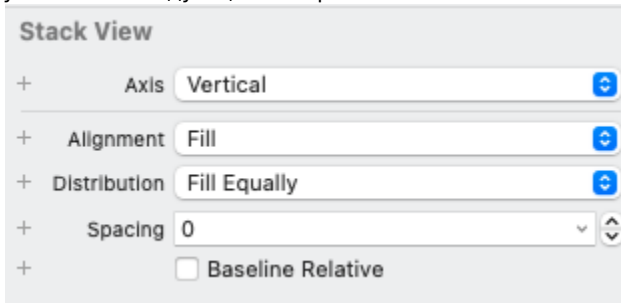 Stack View
+ Axis Vertical
+ Alignment Fill
+ Distribution Fill Equally
+ Spacing 0
+ Baseline Relative